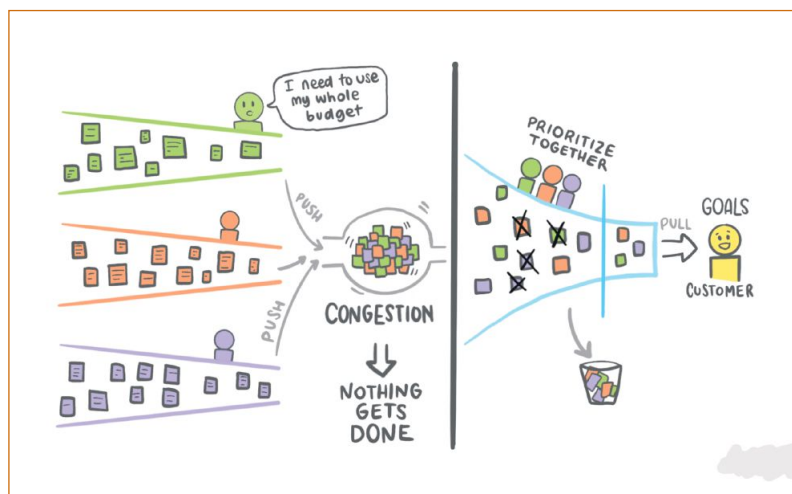 I need to use
my whole
budget
PUSH
PUSH
CONGESTION
NOTHING
GETS
DONE
PRIORITIZE
TOGETHER
PULL
GOALS
CUSTOMER